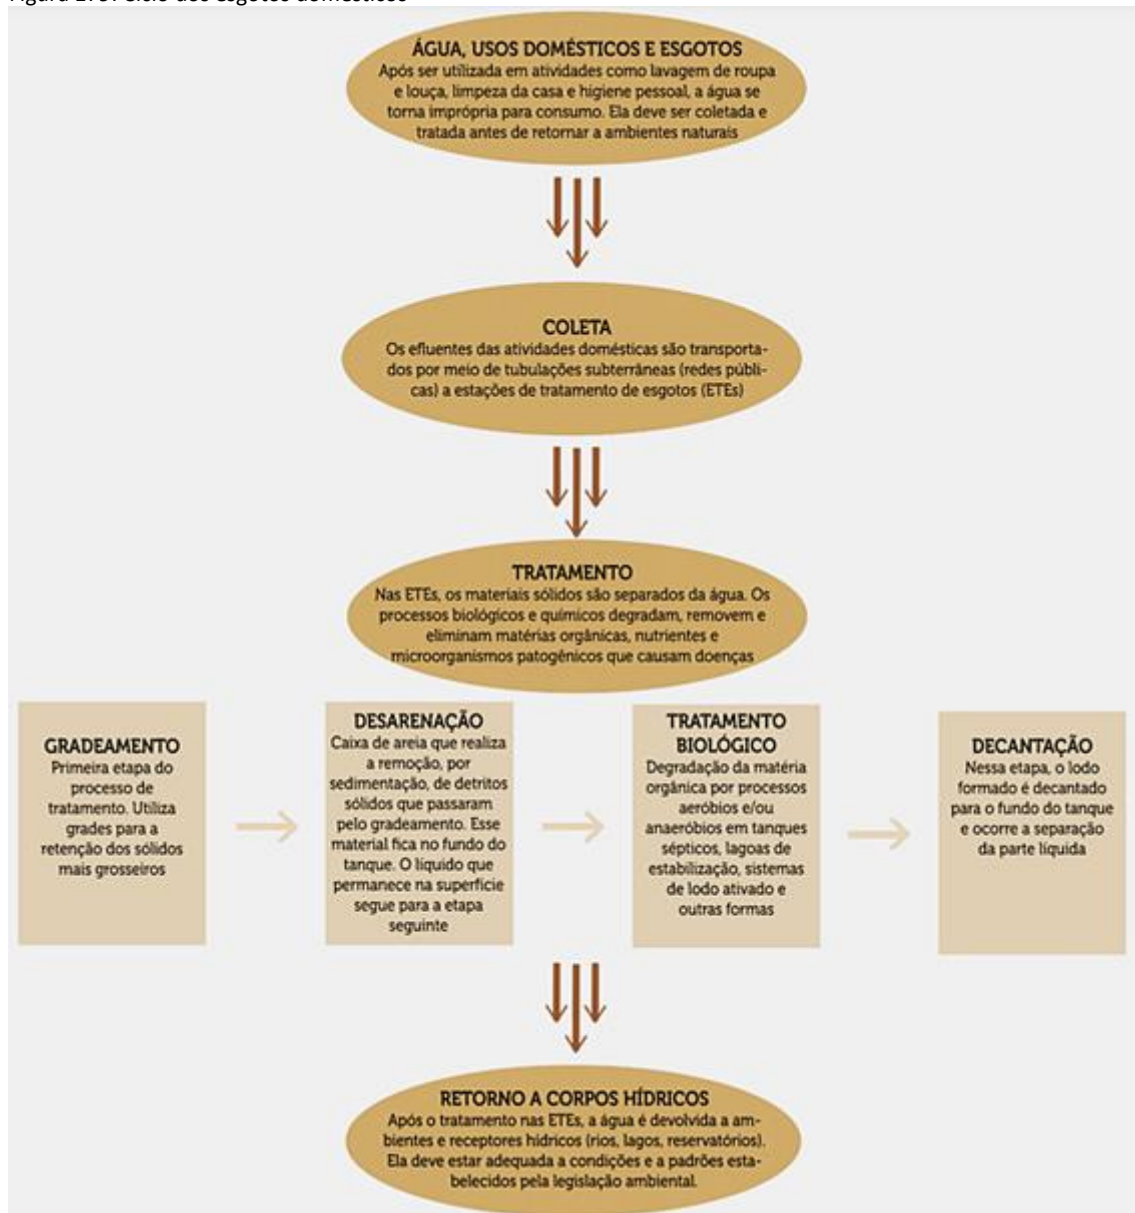 ÁGUA, USOS DOMÉSTICOS E ESGOTOS
Após ser utilizada em atividades como lavagem de roupa
e louça, limpeza da casa e higiene pessoal, a água se
torna imprópria para consumo. Ela deve ser coletada e
tratada antes de retornar a ambientes naturais
COLETA
Os efluentes das atividades domésticas são transporta-
dos por meio de tubulações subterrâneas (redes públi-
cas) a estações de tratamento de esgotos (ETEs)
TRATAMENTO
Nas ETEs, os materiais sólidos são separados da água. Os
processos biológicos e químicos degradam, removem e
eliminam matérias orgânicas, nutrientes e
microorganismos patogênicos que causam doenças
GRADEAMENTO
Primeira etapa do
processo de
tratamento. Utiliza
grades para a
retenção dos sólidos
mais grosseiros
DESARENAÇÃO
Caixa de areia que realiza
a remoção, por
sedimentação, de detritos
sólidos que passaram
pelo gradeamento. Esse
material fica no fundo do
tanque. O líquido que
permanece na superfície
segue para a etapa
seguinte
TRATAMENTO
BIOLÓGICO
Degradação da matéria
orgânica por processos
aeróbios e/ou
anaeróbios em tanques
sépticos, lagoas de
estabilização, sistemas
de lodo ativado e
outras formas
DECANTAÇÃO
Nessa etapa, o lodo
formado é decantado
para o fundo do tanque
e ocorre a separação
da parte líquida
RETORNO A CORPOS HÍDRICOS
Após o tratamento nas ETEs, a água é devolvida a am-
bientes e receptores hídricos (rios, lagos, reservatórios).
Ela deve estar adequada a condições e a padrões esta-
belecidos pela legislação ambiental.